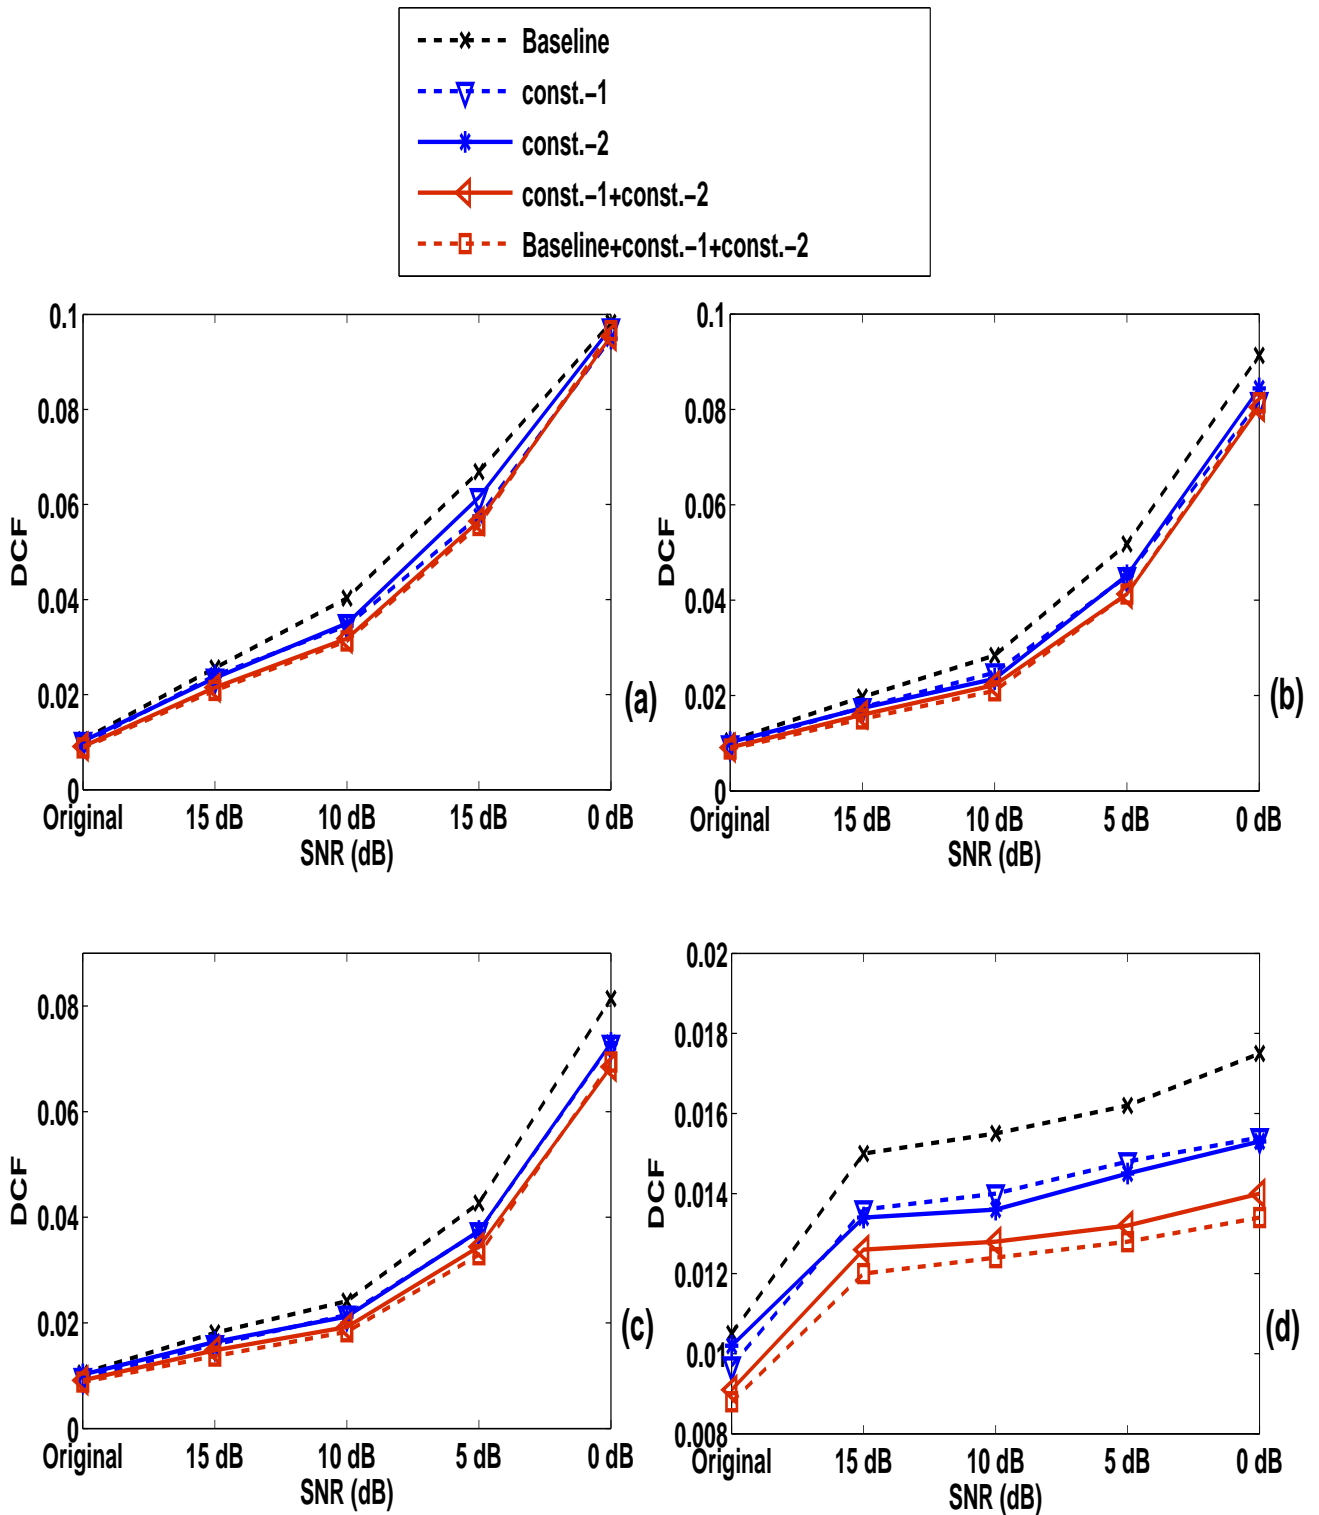 Baseline
const.-1
const.-2
const.-1+const.-2
Baseline+const.-1+const.-2
0.1
0.08
0.06
0.04
0.02
0
DCF
Original 15 dB 10 dB 15 dB 0 dB
SNR (dB)
(a)
0.1
0.08
0.06
0.04
0.02
0
DCF
Original 15 dB 10 dB 5 dB 0 dB
SNR (dB)
(b)
0.08
0.06
0.04
0.02
0
DCF
Original 15 dB 10 dB 5 dB 0 dB
SNR (dB)
(c)
0.02
0.018
0.016
0.014
0.012
0.01
0.008
DCF
Original 15 dB 10 dB 5 dB 0 dB
SNR (dB)
(d)